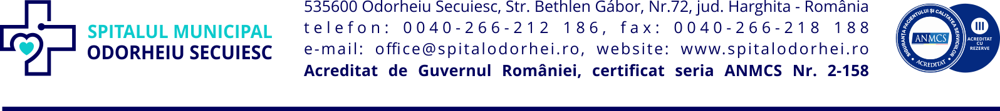 SPITALUL MUNICIPAL
ODORHEIU SECUIESC
535600 Odorheiu Secuiesc, Str. Bethlen Gábor, Nr.72, jud. Harghita - România
telefon: 0040-266-212 186, fax: 0040-266-218 188
e-mail: office@spitalodorhei.ro, website: www.spitalodorhei.ro
Acreditat de Guvernul României, certificat seria ANMCS Nr. 2-158
SIGURANȚA PACIENTULUI ȘI CALITATEA SERVICIILOR
ANMCS
• ACREDITAT •
III
ACREDITAT
CU
REZERVE